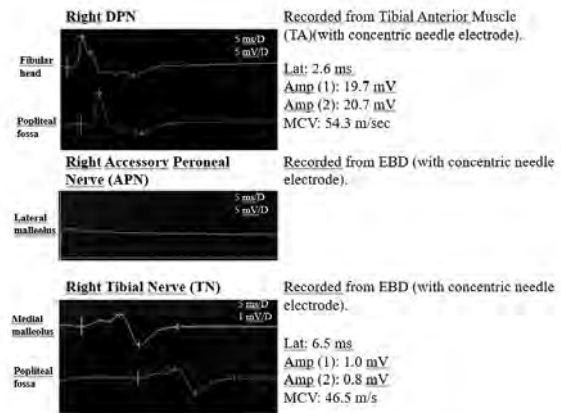 Right DPN
5 ms/D
5 mV/D
Fibular
head
Popliteal
fossa
Recorded from Tibial Anterior Muscle
(TA)(with concentric needle electrode).
Lat: 2.6 ms
Amp (1): 19.7 mV
Amp (2): 20.7 mV
MCV: 54.3 m/sec
Right Accessory Peroneal
Nerve (APN)
5 ms/D
5 mV/D
Lateral
malleolus
Recorded from EBD (with concentric needle
electrode).
Right Tibial Nerve (TN)
5 ms/D
1 mV/D
Medial
malleolus
Popliteal
fossa
Recorded from EBD (with concentric needle
electrode).
Lat: 6.5 ms
Amp (1): 1.0 mV
Amp (2): 0.8 mV
MCV: 46.5 m/s